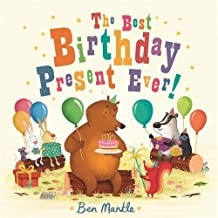 The Best
Birthday
Present Ever!
Ben Mantle